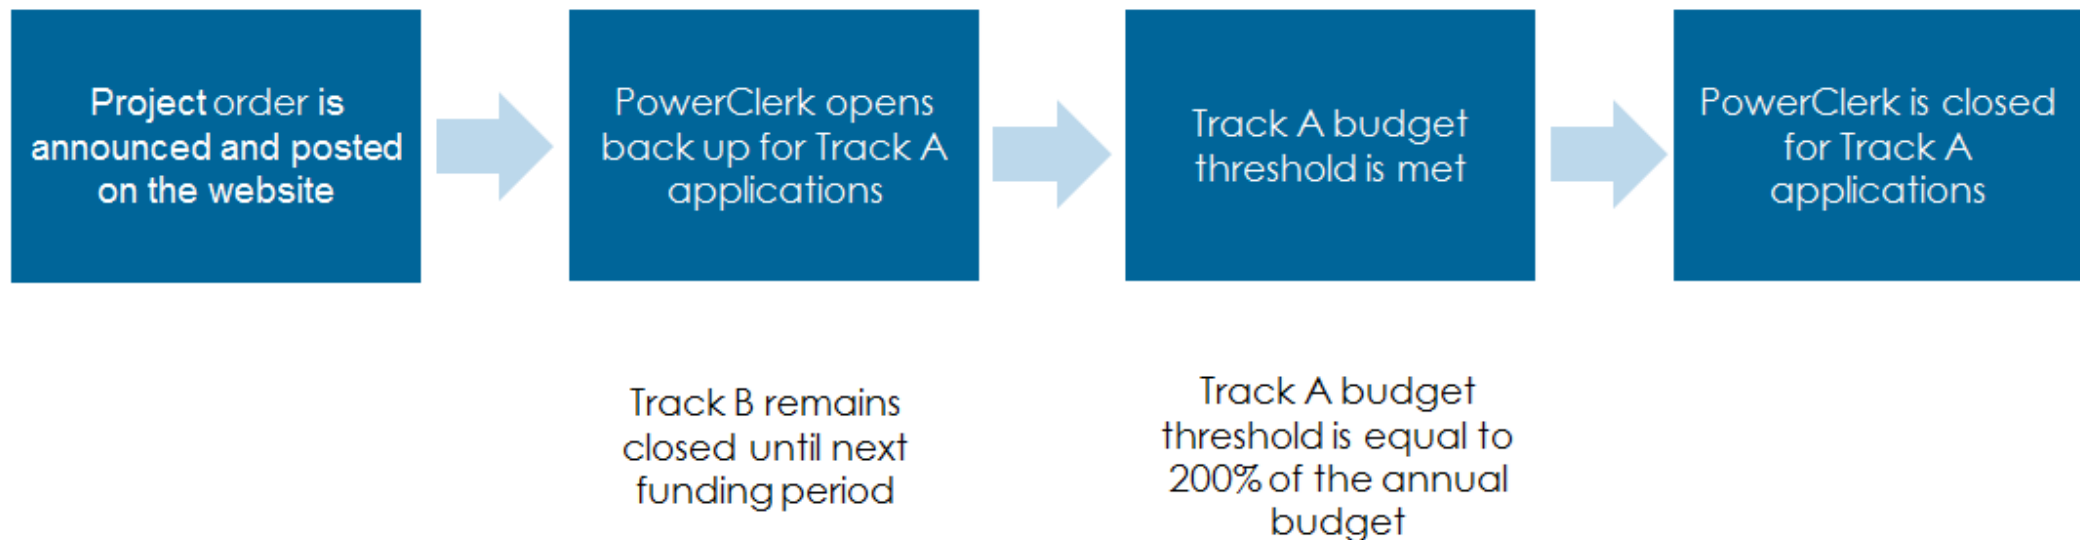 Project order is
announced and posted
on the website
PowerClerk opens
back up for Track A
applications
Track A budget
threshold is met
PowerClerk is closed
for Track A
applications
Track B remains
closed until next
funding period
Track A budget
threshold is equal to
200% of the annual
budget